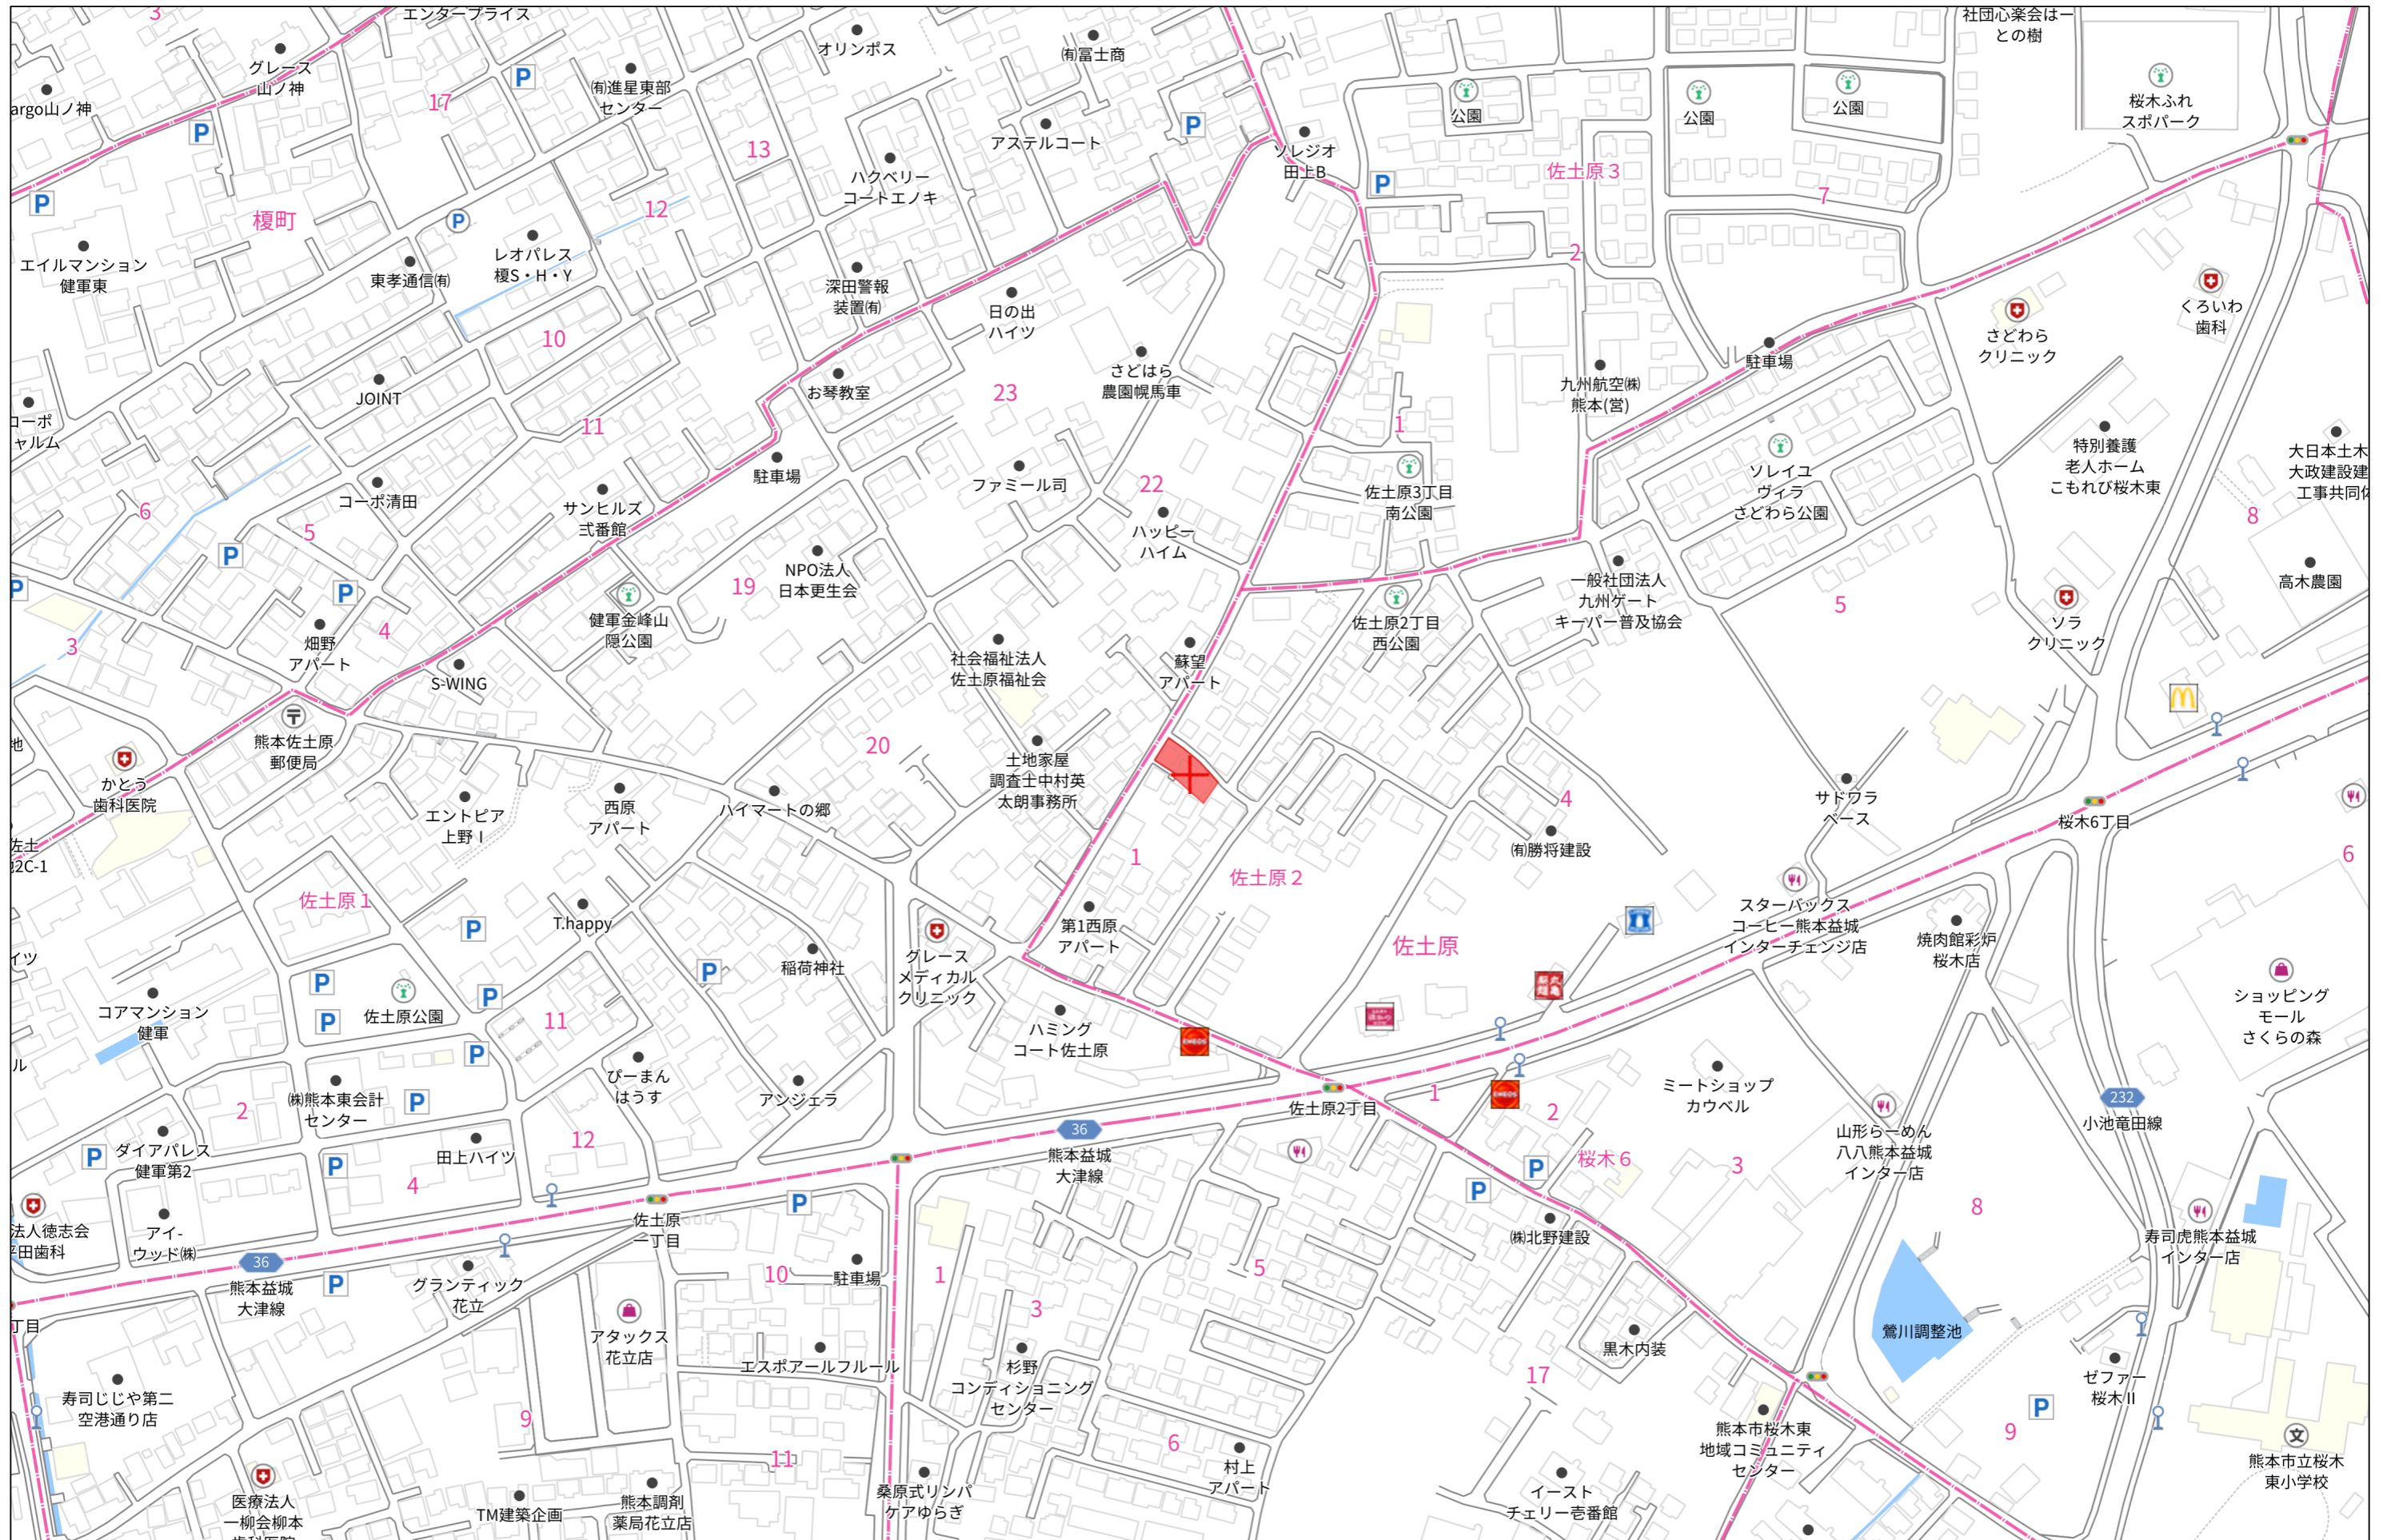 3
エンタープライス
グレース
山ノ神
17
㈲進星東部
センター
オリンポス
㈲冨士商
社団心楽会はー
との樹
argo山ノ神
13
アステルコート
ソレジオ
田上B
公園
公園
公園
桜木ふれ
スポパーク
榎町
12
ハクベリー
コートエノキ
佐土原3
7
2
エイルマンション
健軍東
東孝通信㈲
レオパレス
榎S・H・Y
深田警報
装置㈲
日の出
ハイツ
さどわら
クリニック
くろいわ
歯科
10
JOINT
お琴教室
23
さどはら
農園幌馬車
九州航空㈱
熊本(営)
駐車場
コーポ
ャルム
11
1
特別養護
老人ホーム
こもれび桜木東
大日本土木
大政建設建
工事共同体
コーポ清田
サンヒルズ
弐番館
駐車場
ファミール司
22
佐土原3丁目
南公園
ソレイユ
ヴィラ
さどわら公園
6
5
ハッピー
ハイム
8
NPO法人
日本更生会
19
一般社団法人
九州ゲート
キーパー普及協会
5
高木農園
3
4
畑野
アパート
健軍金峰山
隠公園
佐土原2丁目
西公園
ソラ
クリニック
S-WING
社会福祉法人
佐土原福祉会
蘇望
アパート
地
熊本佐土原
郵便局
20
土地家屋
調査士中村英
太朗事務所
かとう
歯科医院
エントピア
上野Ⅰ
西原
アパート
ハイマートの郷
4
サドワラ
ベース
桜木6丁目
佐土
2C-1
㈲勝将建設
1
6
佐土原1
佐土原2
T.happy
第1西原
アパート
佐土原
スターバックス
コーヒー熊本益城
インターチェンジ店
焼肉館彩炉
桜木店
イツ
稲荷神社
グレース
メディカル
クリニック
コアマンション
健軍
佐土原公園
11
ハミング
コート佐土原
ENEOS
ショッピング
モール
さくらの森
ル
ぴーまん
はうす
アンジェラ
ミートショップ
カウベル
2
㈱熊本東会計
センター
佐土原2丁目
1
ENEOS
2
232
小池竜田線
ダイアパレス
健軍第2
田上ハイツ
12
36
熊本益城
大津線
桜木6
3
山形らーめん
八八熊本益城
インター店
4
法人徳志会
平田歯科
アイ-
ウッド㈱
佐土原
一丁目
㈱北野建設
8
寿司虎熊本益城
インター店
36
熊本益城
大津線
グランティック
花立
10
駐車場
1
5
3
丁目
アタックス
花立店
エスポアールフルール
杉野
コンディショニング
センター
黒木内装
鶯川調整池
17
ゼファー
桜木Ⅱ
寿司じじや第二
空港通り店
9
11
6
村上
アパート
熊本市桜木東
地域コミュニティ
センター
9
熊本市立桜木
東小学校
医療法人
一柳会柳本
歯科医院
TM建築企画
熊本調剤
薬局花立店
桑原式リンパ
ケアゆらぎ
イースト
チェリー壱番館